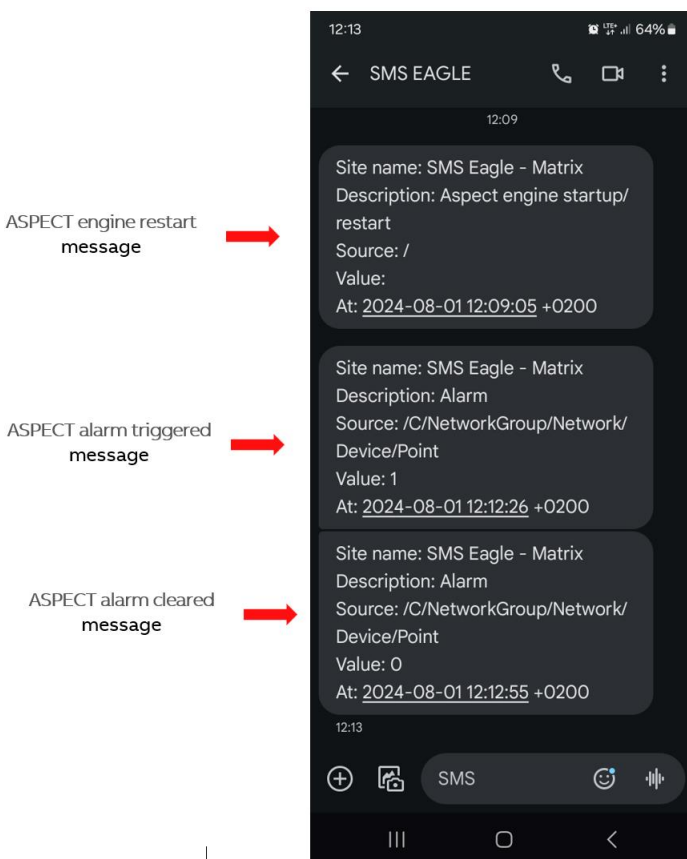 12:13
LTE+
64%
SMS EAGLE
12:09
ASPECT engine restart
message
Site name: SMS Eagle - Matrix
Description: Aspect engine startup/
restart
Source: /
Value:
At: 2024-08-01 12:09:05 +0200
ASPECT alarm triggered
message
Site name: SMS Eagle - Matrix
Description: Alarm
Source: /C/NetworkGroup/Network/
Device/Point
Value: 1
At: 2024-08-01 12:12:26 +0200
ASPECT alarm cleared
message
Site name: SMS Eagle - Matrix
Description: Alarm
Source: /C/NetworkGroup/Network/
Device/Point
Value: 0
At: 2024-08-01 12:12:55 +0200
12:13
SMS